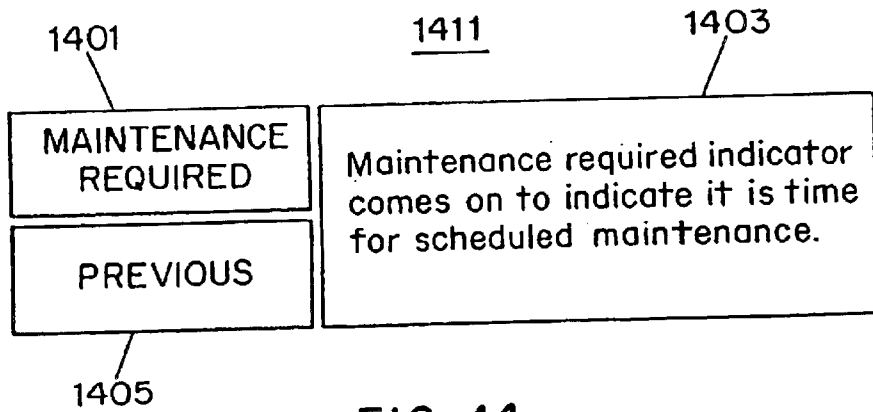 1401
1411
1403
MAINTENANCE
REQUIRED
Maintenance required indicator
comes on to indicate it is time
for scheduled maintenance.
PREVIOUS
1405